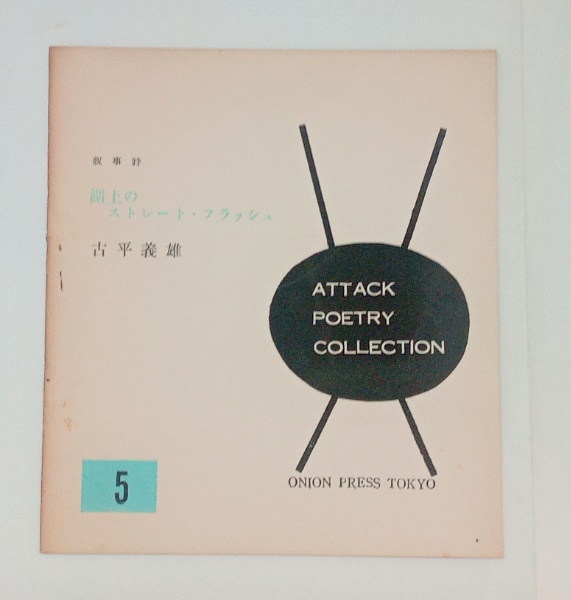 叙事詩
湖上の
ストレート・フラッシュ
古平義雄
ATTACK
POETRY
COLLECTION
5
ONION PRESS TOKYO